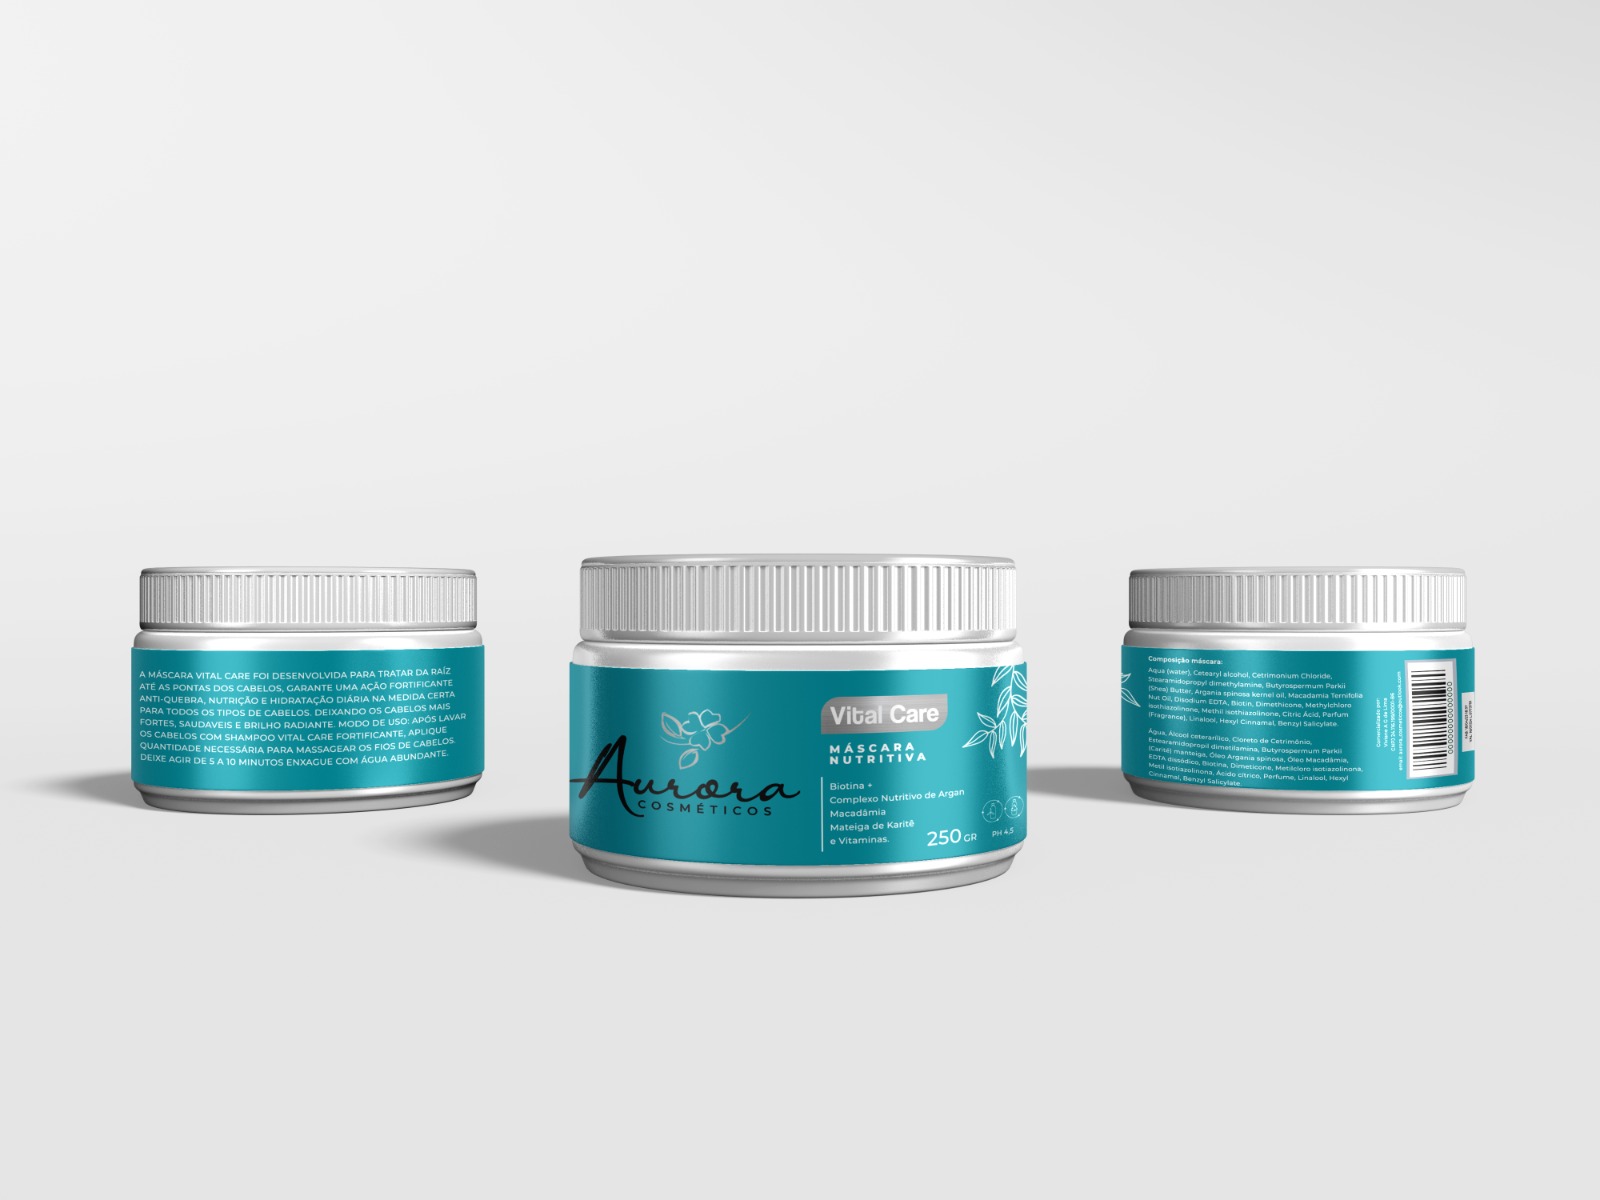 A MÁSCARA VITAL CARE FOI DESENVOLVIDA PARA TRATAR DA RAÍZ
ATÉ AS PONTAS DOS CABELOS, GARANTE UMA AÇÃO FORTIFICANTE
ANTI-QUEBRA, NUTRIÇÃO E HIDRATAÇÃO DIÁRIA NA MEDIDA CERTA
PARA TODOS OS TIPOS DE CABELOS. DEIXANDO OS CABELOS MAIS
FORTES, SAUDAVEIS E BRILHO RADIANTE. MODO DE USO: APÓS LAVAR
OS CABELOS COM SHAMPOO VITAL CARE FORTIFICANTE, APLIQUE
QUANTIDADE NECESSÁRIA PARA MASSAGEAR OS FIOS DE CABELOS.
DEIXE AGIR DE 5 A 10 MINUTOS ENXAGUE COM ÁGUA ABUNDANTE.
Aurora
COSMÉTICOS
Vital Care
MÁSCARA
NUTRITIVA
Biotina +
Complexo Nutritivo de Argan
Macadâmia
Mateiga de Karitê
e Vitaminas.
250 GR
PH 4,5
Composição máscara:
Aqua (water), Cetearyl alcohol, Cetrimonium Chloride,
Stearamidopropyl dimethylamine, Butyrospermum Parkii
(Shea) Butter, Argania spinosa kernel oil, Macadamia Ternifolia
Nut Oil, Disodium EDTA, Biotin, Dimethicone, Methylchloro
isothiazolinone, Methil isothiazolinone, Citric Ácid, Perfum
(Fragrance), Linalool, Hexyl Cinnamal, Benzyl Salicylate.
Água, Álcool ceterarílico, Cloreto de Cetrimônio,
Estearamidopropyl dimetilamina, Butyrospermum Parkii
(Carité) manteiga, Óleo Argania spinosa, Óleo Macadâmia,
EDTA dissódico, Biotina, Dimeticone, Metilcloro isotiazolinona,
Metil isotiazolinona, Ácido cítrico, Perfume, Linalool, Hexyl
Cinnamal, Benzyl Salicylate.
Comercializado por: